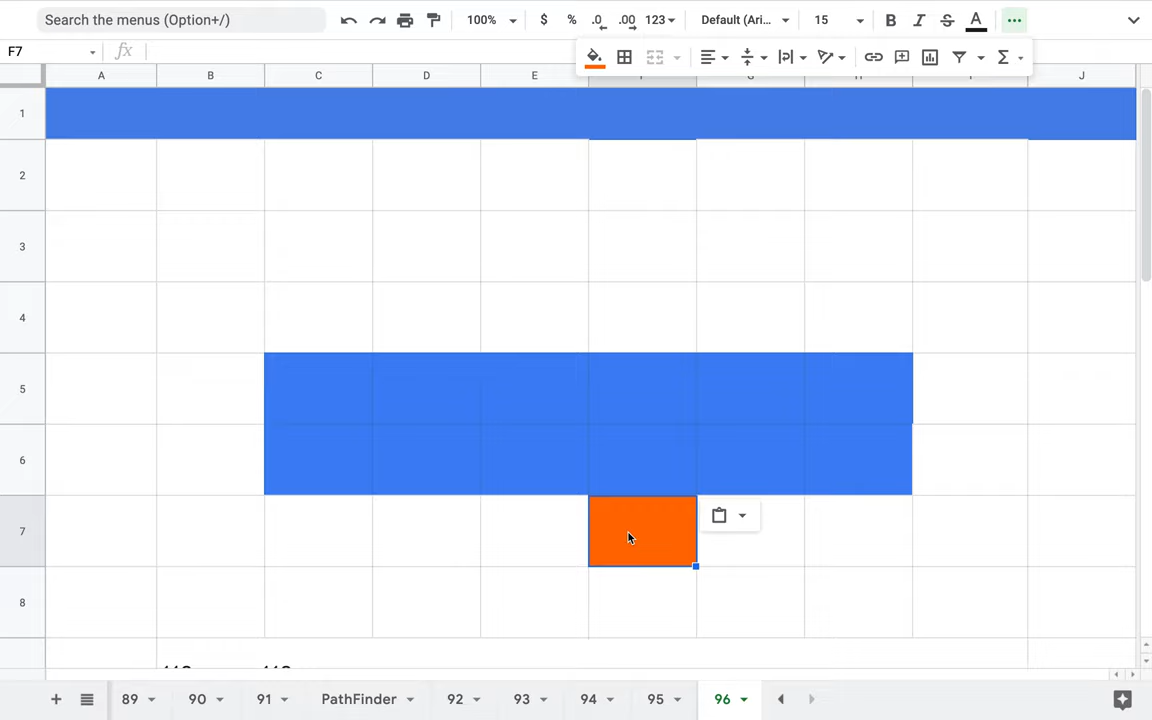 Search the menus (Option+/)
100%
$ % .0 .00 123
Default (Ari...
15
B I S A
F7
fx
A B C D E J
1
2
3
4
5
6
7
8
89 90 91 PathFinder 92 93 94 95 96